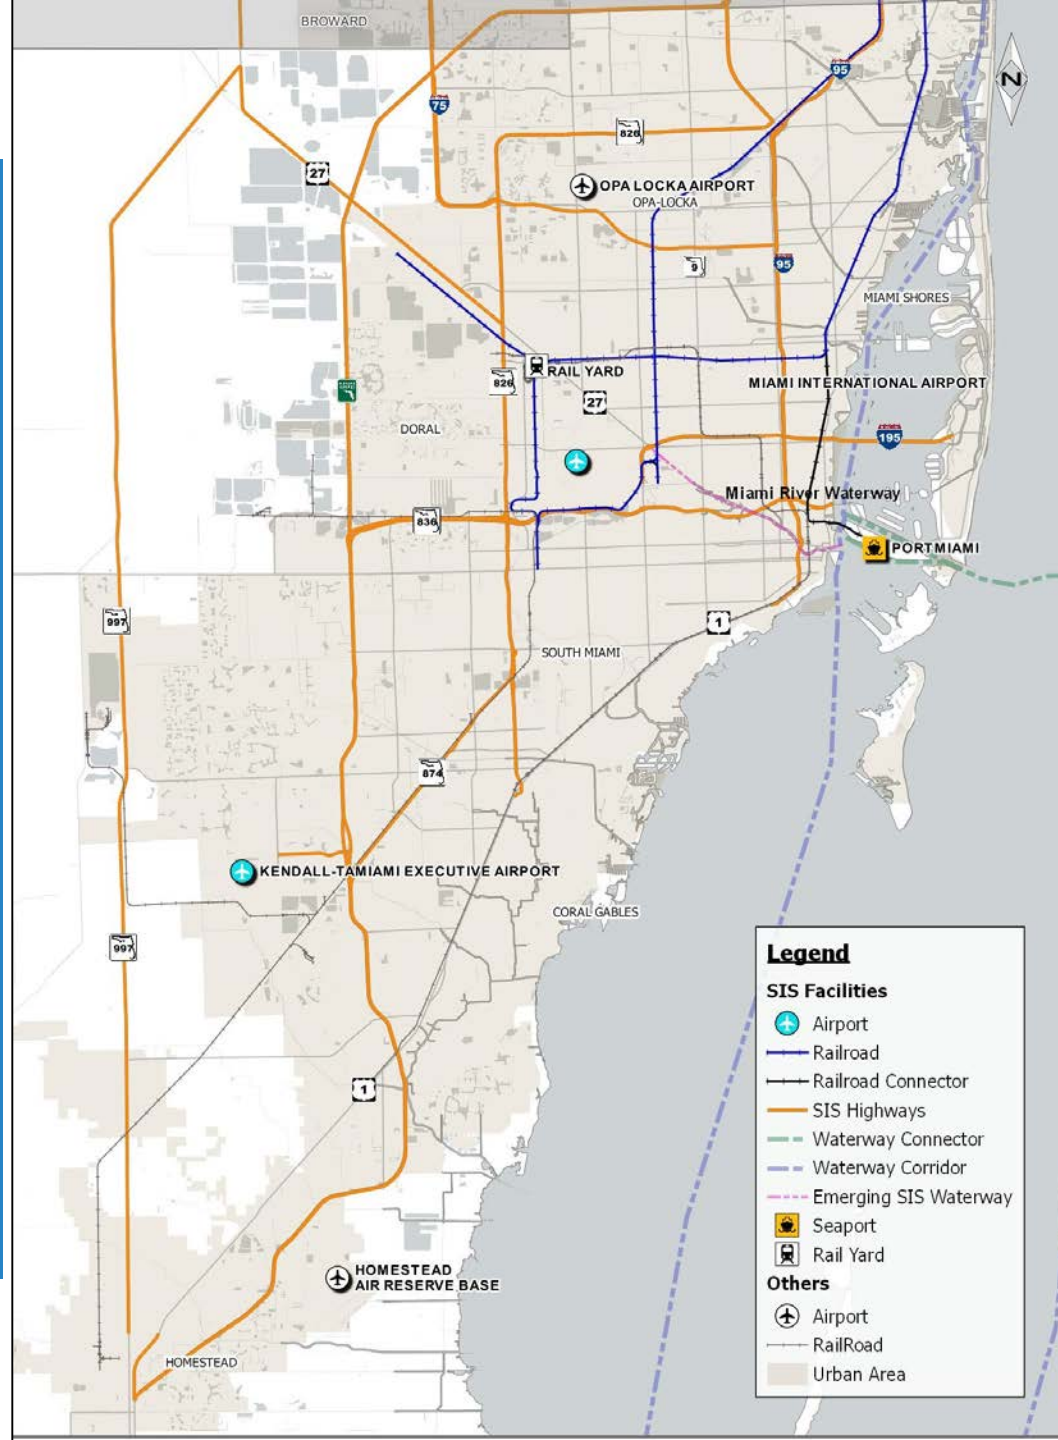 BROWARD
95
N
75
826
27
OPA LOCKA AIRPORT
OPA-LOCKA
9
95
MIAMI SHORES
RAIL YARD
826
MIAMI INTERNATIONAL AIRPORT
27
DORAL
195
Miami River Waterway
836
PORTMIAMI
997
1
SOUTH MIAMI
874
KENDALL-TAMIAMI EXECUTIVE AIRPORT
CORAL GABLES
997
1
HOMESTEAD
AIR RESERVE BASE
HOMESTEAD
Legend
SIS Facilities
Airport
Railroad
Railroad Connector
SIS Highways
Waterway Connector
Waterway Corridor
Emerging SIS Waterway
Seaport
Rail Yard
Others
Airport
RailRoad
Urban Area